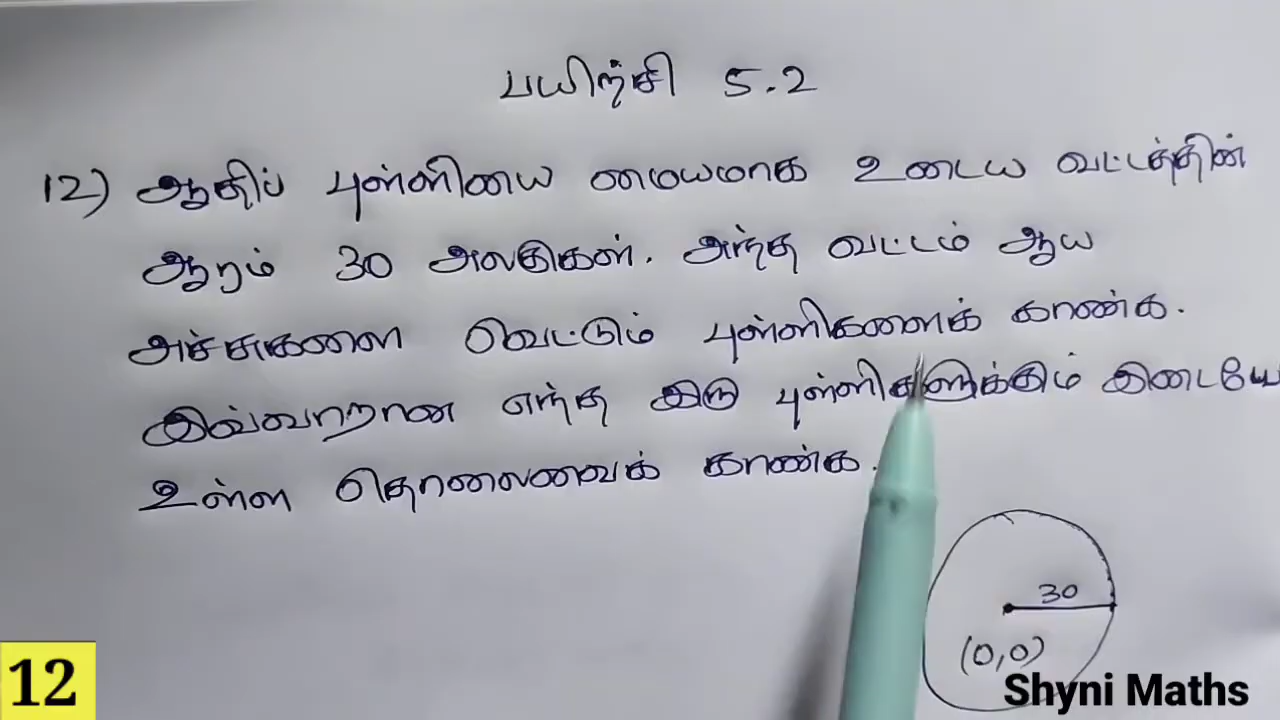 பயிற்சி 5.2
12) ஆதிப் புள்ளியை மையமாக உடைய வட்டத்தின்
ஆரம் 30 அலகுகள். அந்த வட்டம் ஆய
அச்சுகளை வெட்டும் புள்ளிகளைக் காண்க.
இவ்வாறான எந்த இரு புள்ளிகளுக்கும் இடையே
உள்ள தொலைவைக் காண்க.
30
(0,0)
12
Shyni Maths